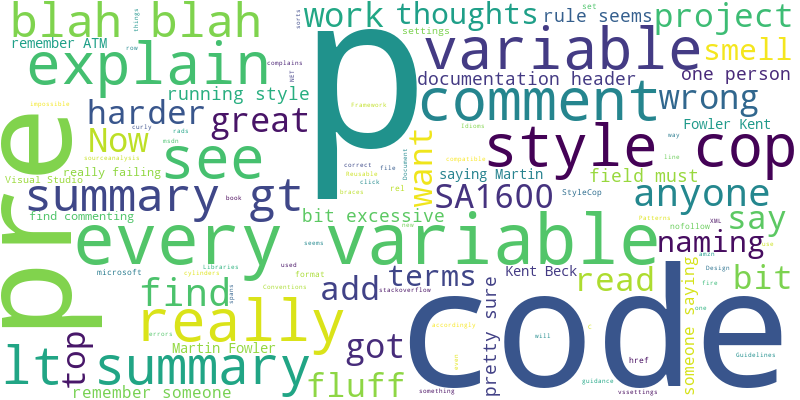 blah blah
work thoughts
rule seems
project
set
settings
things
sorts
remember ATM
row
explain
p
variable
smell
complains
.NET
documentation header
one person
running style
impossible
harder
great
Framework
comment
wrong
Now
curly
rads
msdn
Idioms
Fowler Kent
pre
see
style cop
sourceanalysis
really failing
Visual Studio
correct
file
Reusable
Document
click
want
compatible
saying Martin
way
line
field must
summary gt
book
braces
rel
SA1600
StyleCop
anyone
find commenting
bit excessive
new
Patterns
nofollow
XML
say
every variable
naming
seems
used
microsoft
Libraries
cylinders
format
Conventions
spans
stackoverflow
terms
Kent Beck
read
amzn
Design
use
fire
bit
find
add
code
pretty sure
someone saying
one
really
errors
accordingly
even
will
C
Guidelines
top
got
Martin Fowler
href
lt
summary
fluff
something
guidance
vssettings
remember someone